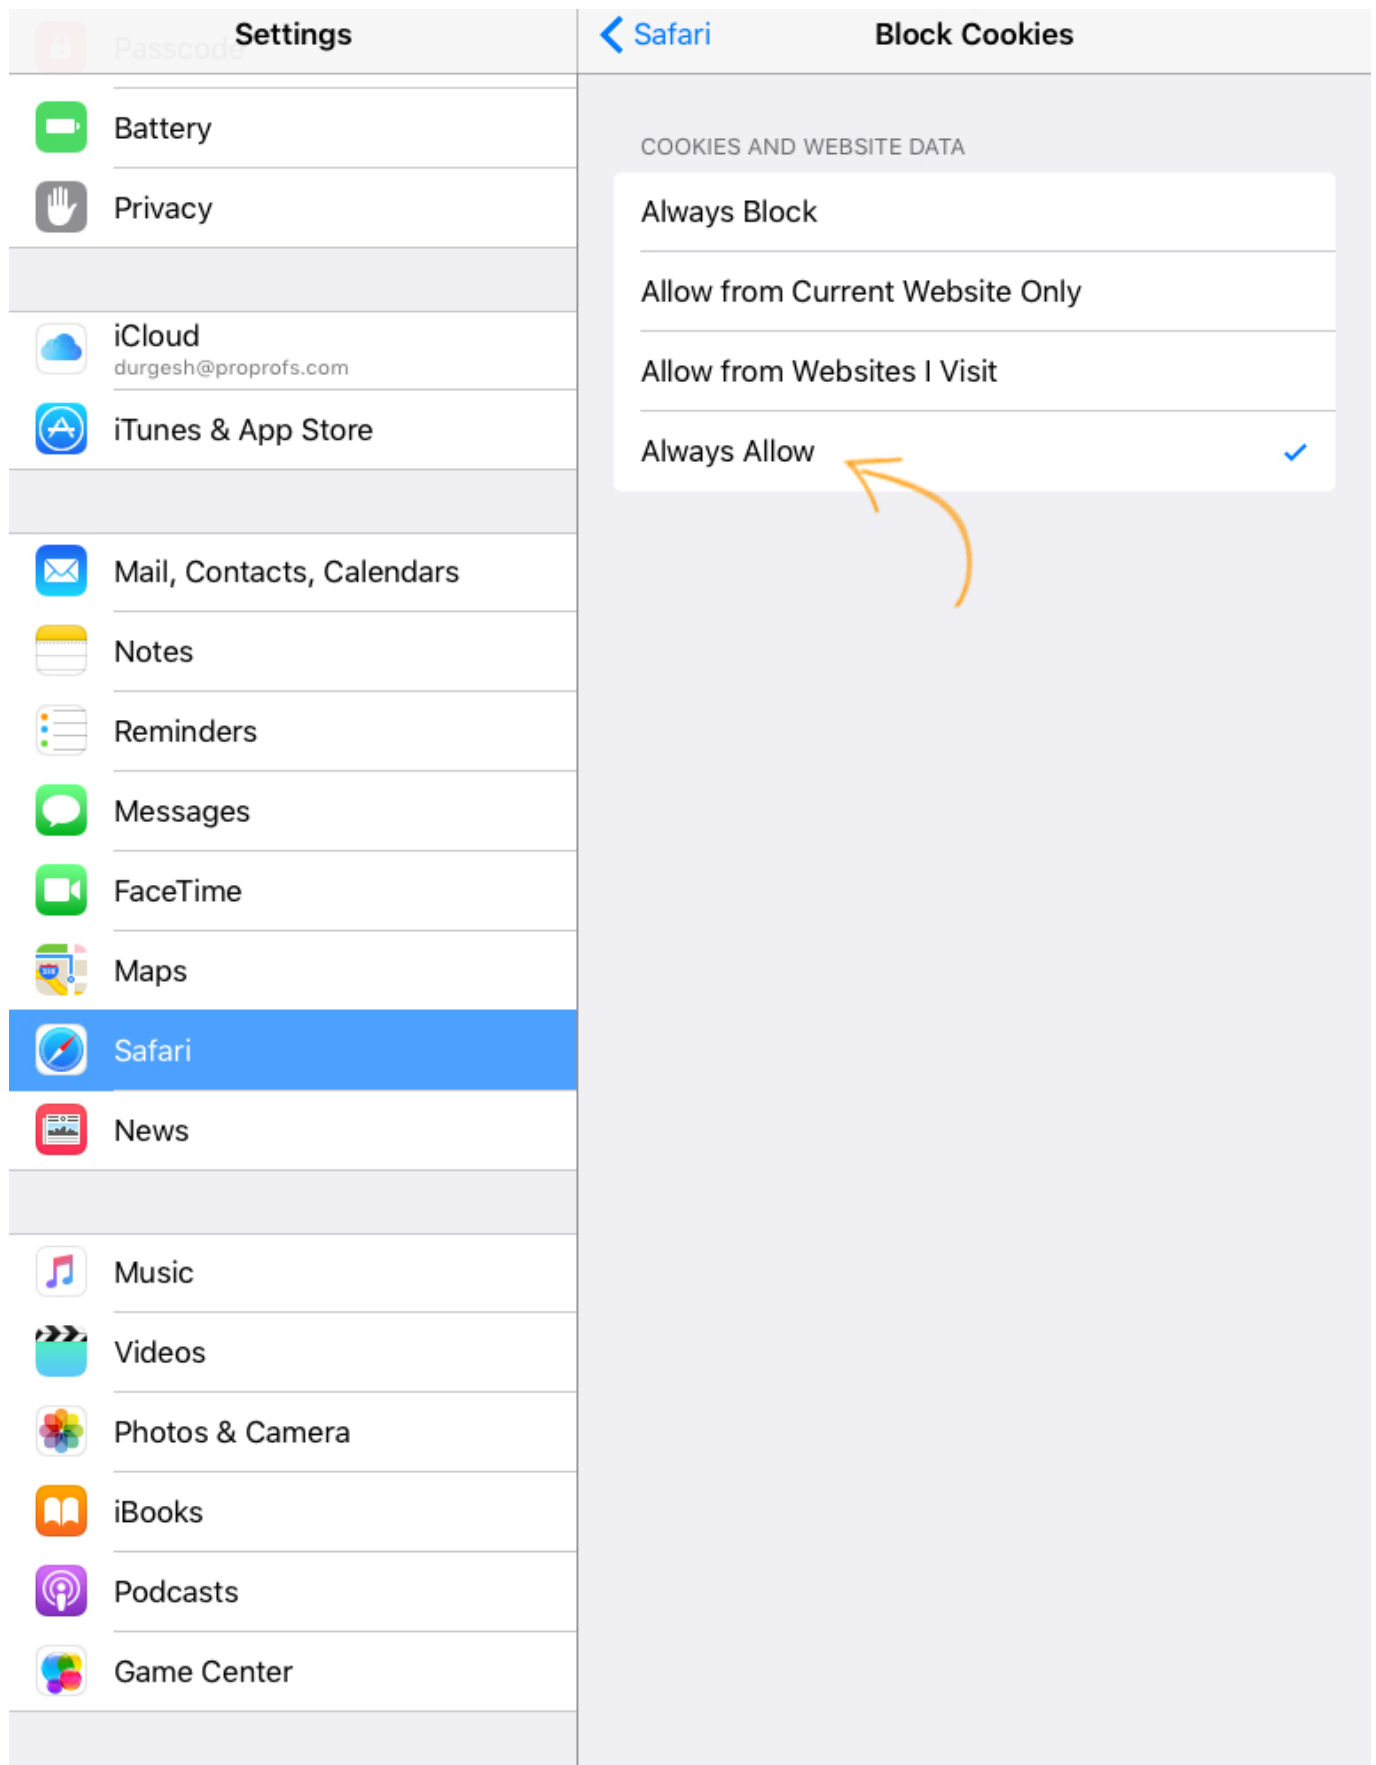 Passcode
Settings
Battery
Privacy
iCloud
durgesh@proprofs.com
iTunes & App Store
Mail, Contacts, Calendars
Notes
Reminders
Messages
FaceTime
Maps
Safari
News
Music
Videos
Photos & Camera
iBooks
Podcasts
Game Center
Safari
Block Cookies
COOKIES AND WEBSITE DATA
Always Block
Allow from Current Website Only
Allow from Websites I Visit
Always Allow